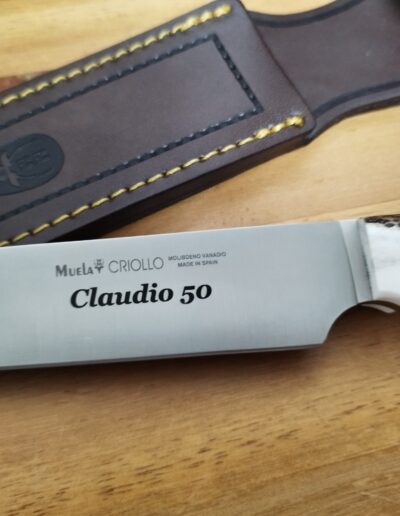 MUELA CRIOLLO MOLIBDENO VANADIO
MADE IN SPAIN
Claudio 50